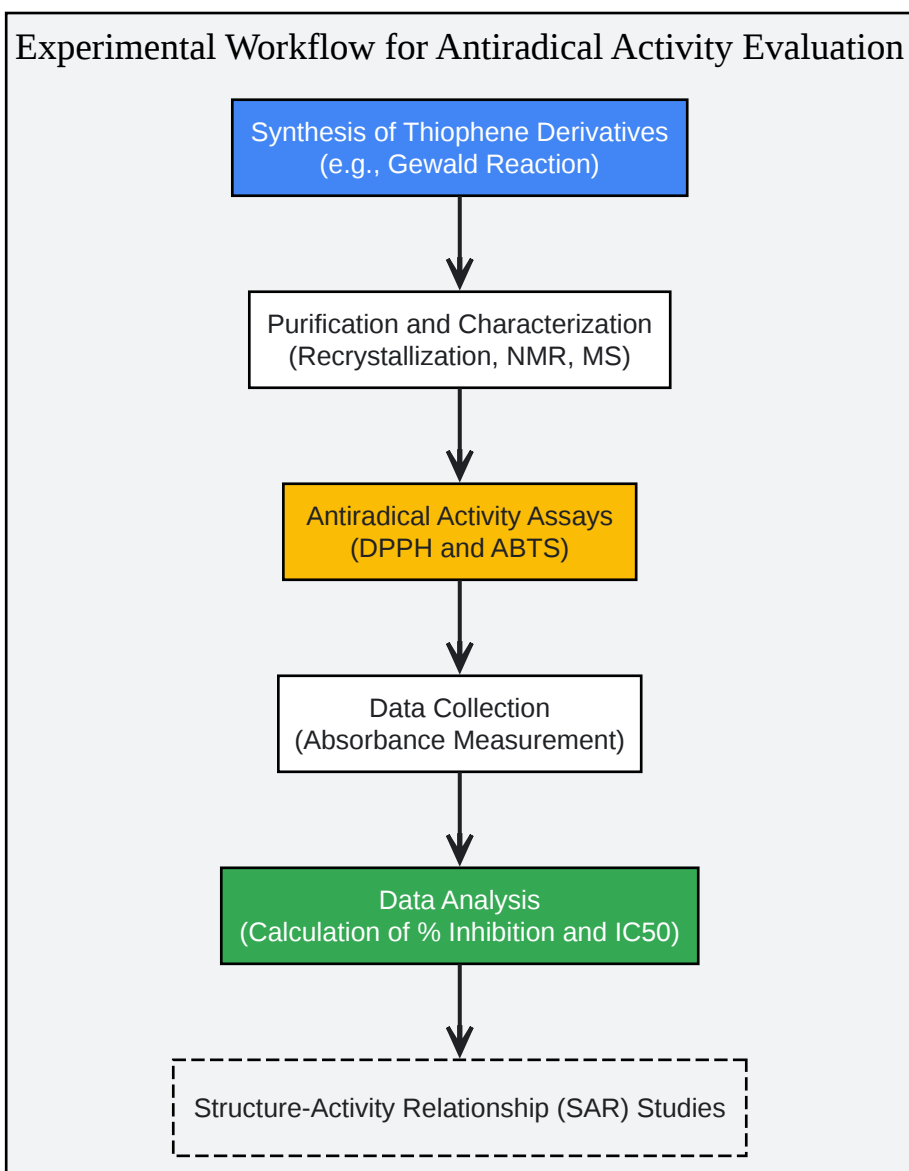 Experimental Workflow for Antiradical Activity Evaluation
Synthesis of Thiophene Derivatives
(e.g., Gewald Reaction)
Purification and Characterization
(Recrystallization, NMR, MS)
Antiradical Activity Assays
(DPPH and ABTS)
Data Collection
(Absorbance Measurement)
Data Analysis
(Calculation of % Inhibition and IC50)
Structure-Activity Relationship (SAR) Studies